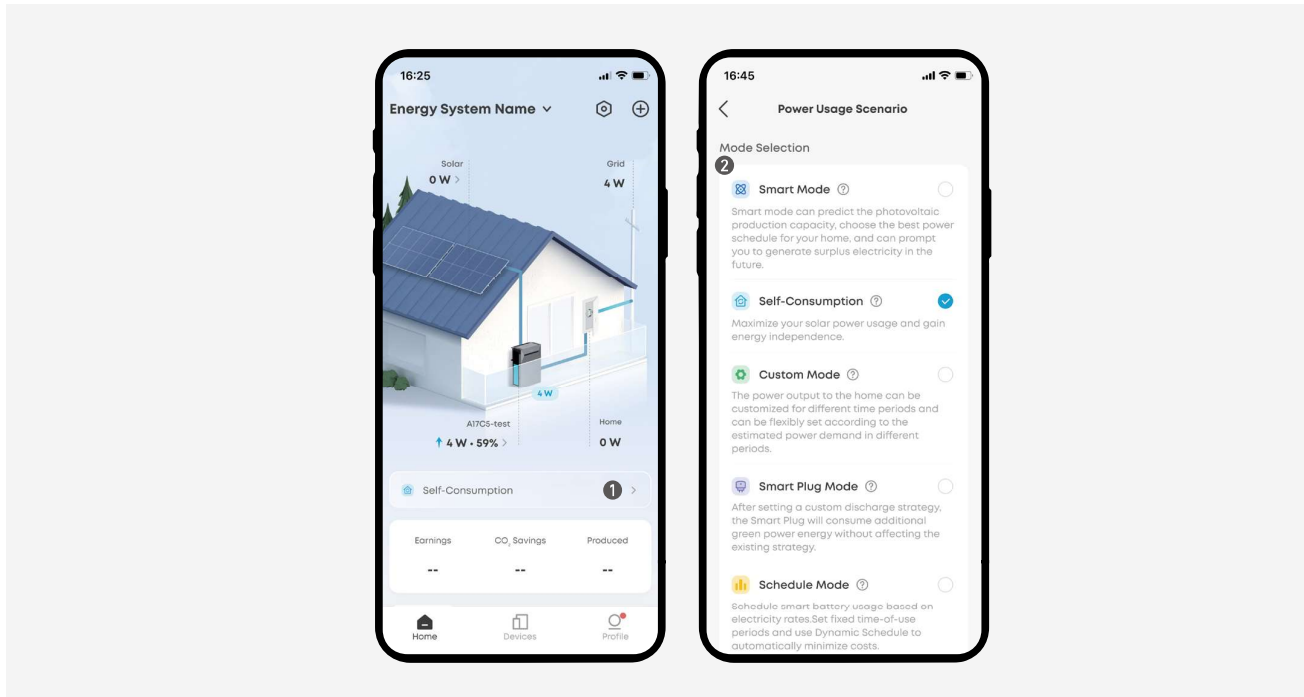 16:25
Energy System Name
Solar
0 W >
Grid
4 W
4 W
A17C5-test
↑ 4 W • 59% >
Home
0 W
Self-Consumption
1
>
Earnings
CO₂ Savings
Produced
--
--
--
Home
Devices
Profile
16:45
Power Usage Scenario
Mode Selection
2
Smart Mode ?
Smart mode can predict the photovoltaic
production capacity, choose the best power
schedule for your home, and can prompt
you to generate surplus electricity in the
future.
Self-Consumption ?
Maximize your solar power usage and gain
energy independence.
Custom Mode ?
The power output to the home can be
customized for different time periods and
can be flexibly set according to the
estimated power demand in different
periods.
Smart Plug Mode ?
After setting a custom discharge strategy,
the Smart Plug will consume additional
green power energy without affecting the
existing strategy.
Schedule Mode ?
Schedule smart battery usage based on
electricity rates.Set fixed time-of-use
periods and use Dynamic Schedule to
automatically minimize costs.